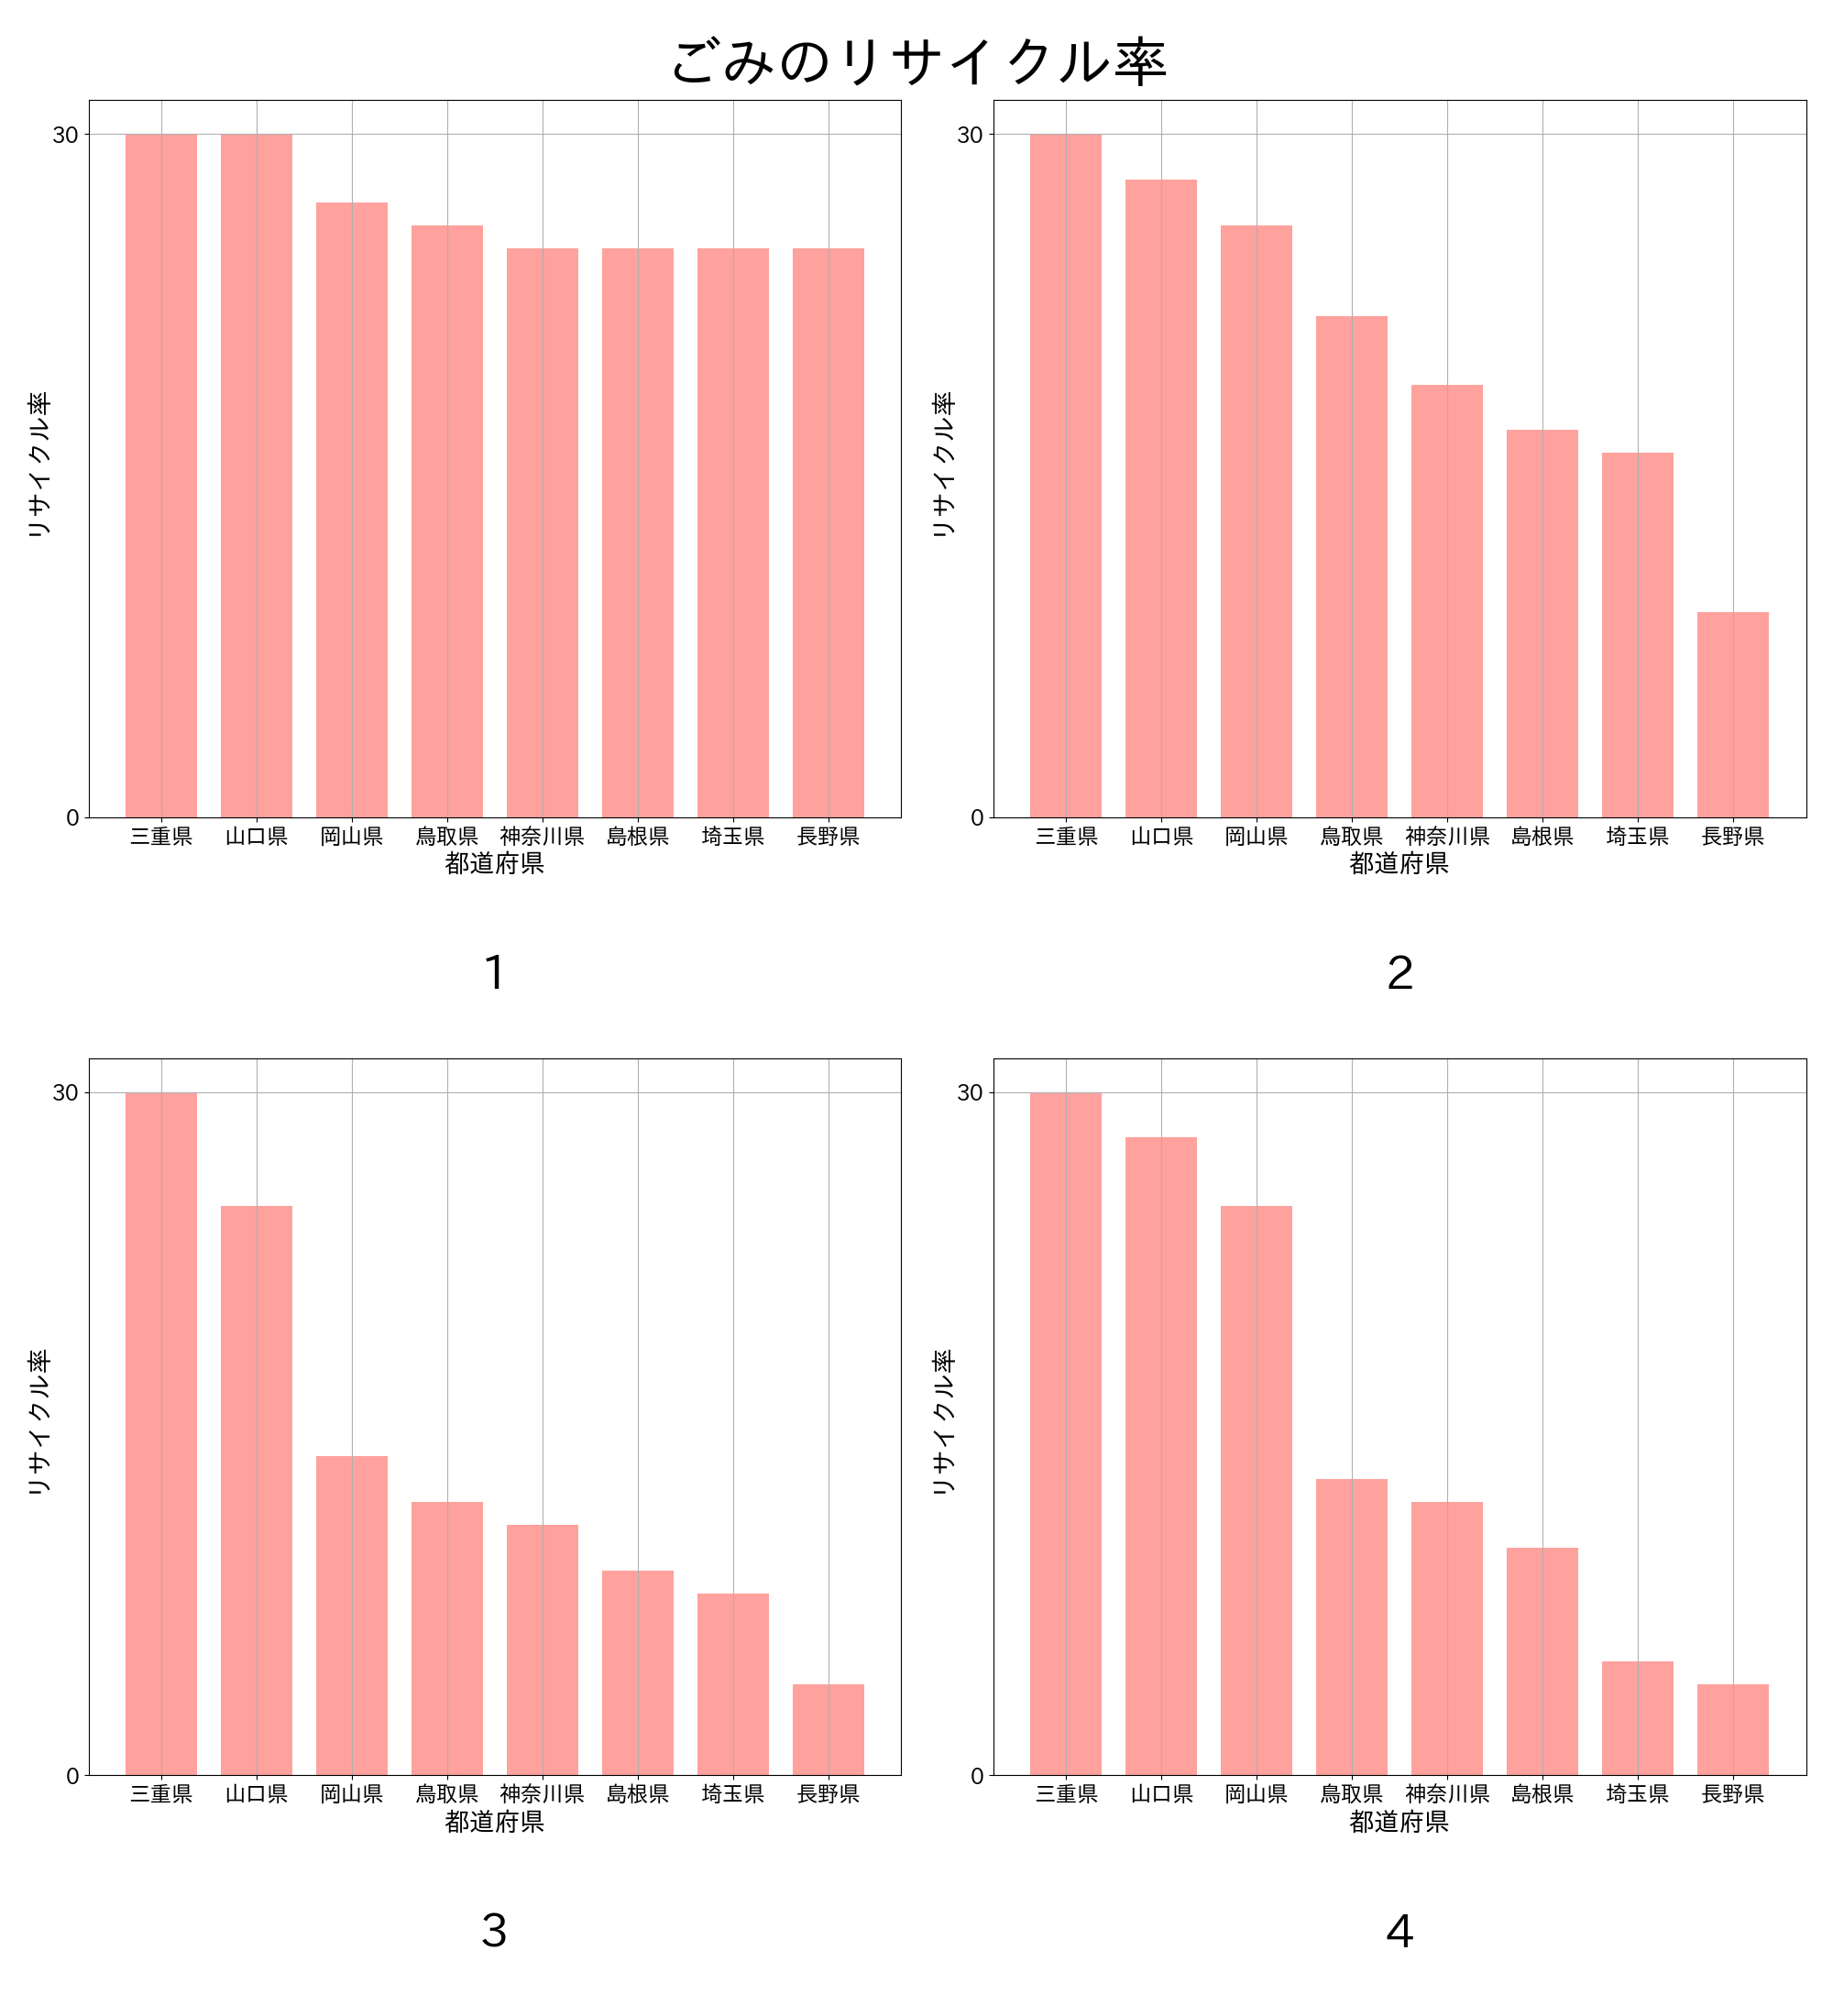 ごみのリサイクル率
30
0
リサイクル率
三重県 山口県 岡山県 鳥取県 神奈川県 島根県 埼玉県 長野県
都道府県
1
30
0
リサイクル率
三重県 山口県 岡山県 鳥取県 神奈川県 島根県 埼玉県 長野県
都道府県
2
30
0
リサイクル率
三重県 山口県 岡山県 鳥取県 神奈川県 島根県 埼玉県 長野県
都道府県
3
30
0
リサイクル率
三重県 山口県 岡山県 鳥取県 神奈川県 島根県 埼玉県 長野県
都道府県
4